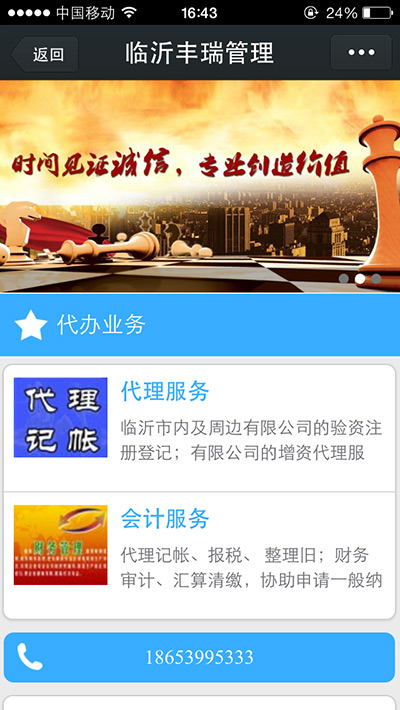 中国移动 16:43 24%
返回 临沂丰瑞管理
时间见证诚信，专业创造价值
代办业务
代理
记帐
代理服务
临沂市内及周边有限公司的验资注
册登记；有限公司的增资代理服
财务管理
会计服务
代理记帐、报税、 整理旧；财务
审计、汇算清缴，协助申请一般纳
18653995333